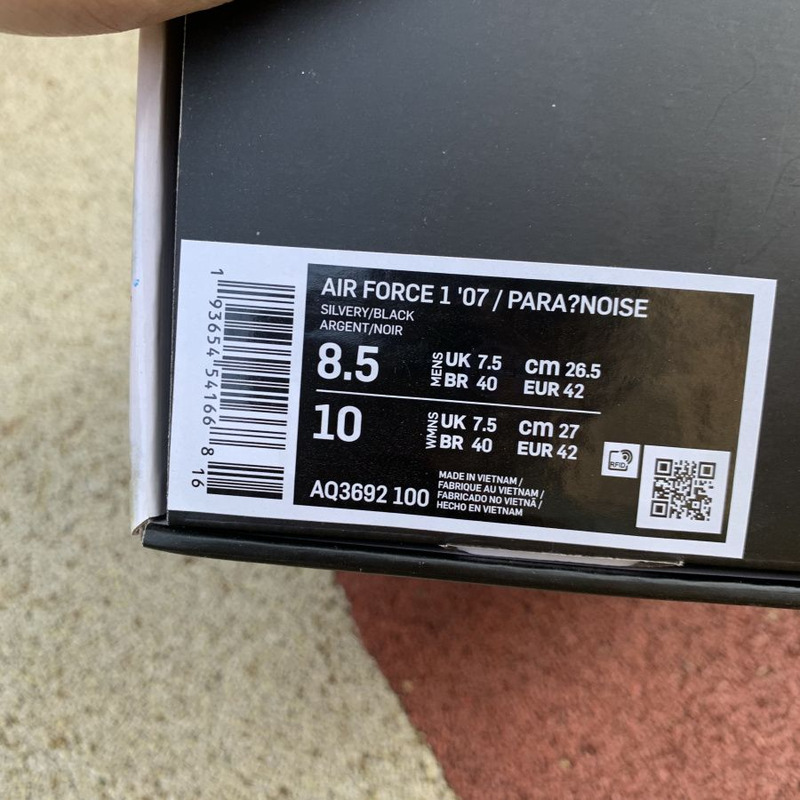 AIR FORCE 1 '07 / PARA?NOISE
SILVERY/BLACK
ARGENT/NOIR
8.5
MENS
UK 7.5 cm 26.5
BR 40 EUR 42
10
WMNS
UK 7.5 cm 27
BR 40 EUR 42
RFID
AQ3692 100
MADE IN VIETNAM /
FABRIQUE AU VIETNAM /
FABRICADO NO VIETNÃ /
HECHO EN VIETNAM
1 93654 54166 8 16